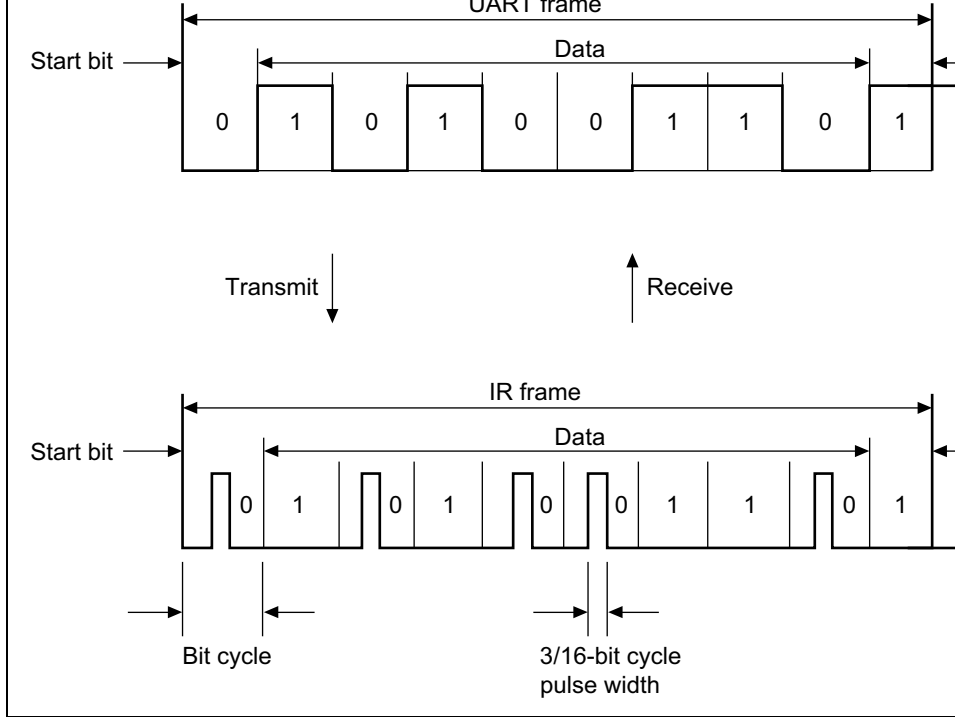 UART frame
Data
Start bit
0 1 0 1 0 0 1 1 0 1
Transmit
Receive
IR frame
Data
Start bit
0 1 0 1 0 0 1 1 0 1
Bit cycle
3/16-bit cycle
pulse width